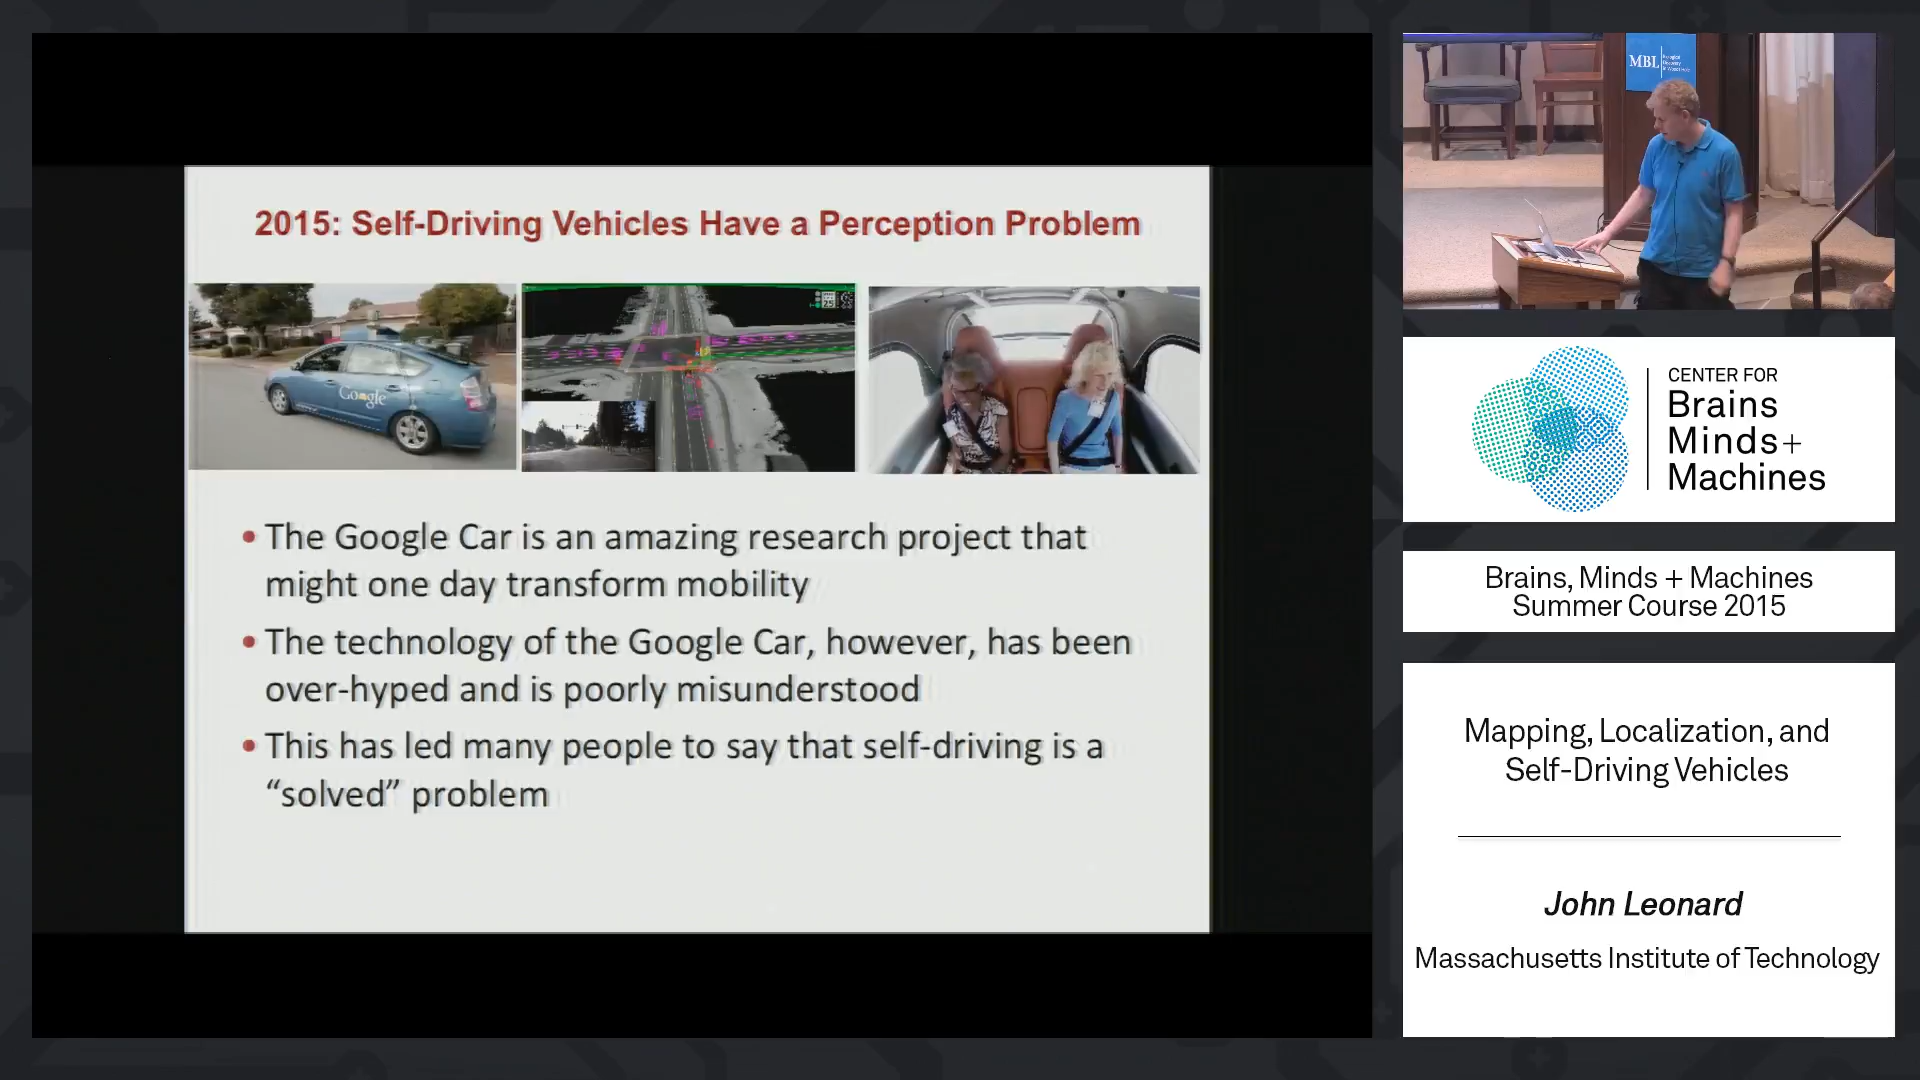 2015: Self-Driving Vehicles Have a Perception Problem
Google
• The Google Car is an amazing research project that
might one day transform mobility
• The technology of the Google Car, however, has been
over-hyped and is poorly misunderstood
• This has led many people to say that self-driving is a
“solved” problem
MBL
CENTER FOR
Brains
Minds+
Machines
Brains, Minds + Machines
Summer Course 2015
Mapping, Localization, and
Self-Driving Vehicles
John Leonard
Massachusetts Institute of Technology